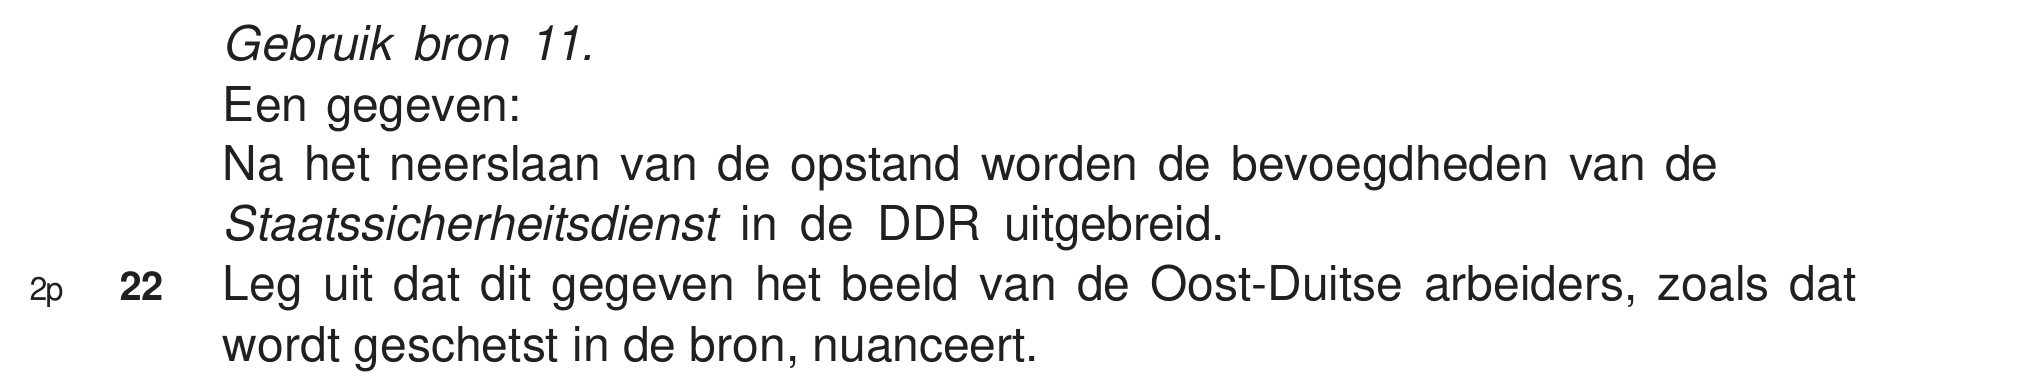 Gebruik bron 11.
Een gegeven:
Na het neerslaan van de opstand worden de bevoegdheden van de
Staatssicherheitsdienst in de DDR uitgebreid.
2p 22 Leg uit dat dit gegeven het beeld van de Oost-Duitse arbeiders, zoals dat
wordt geschetst in de bron, nuanceert.